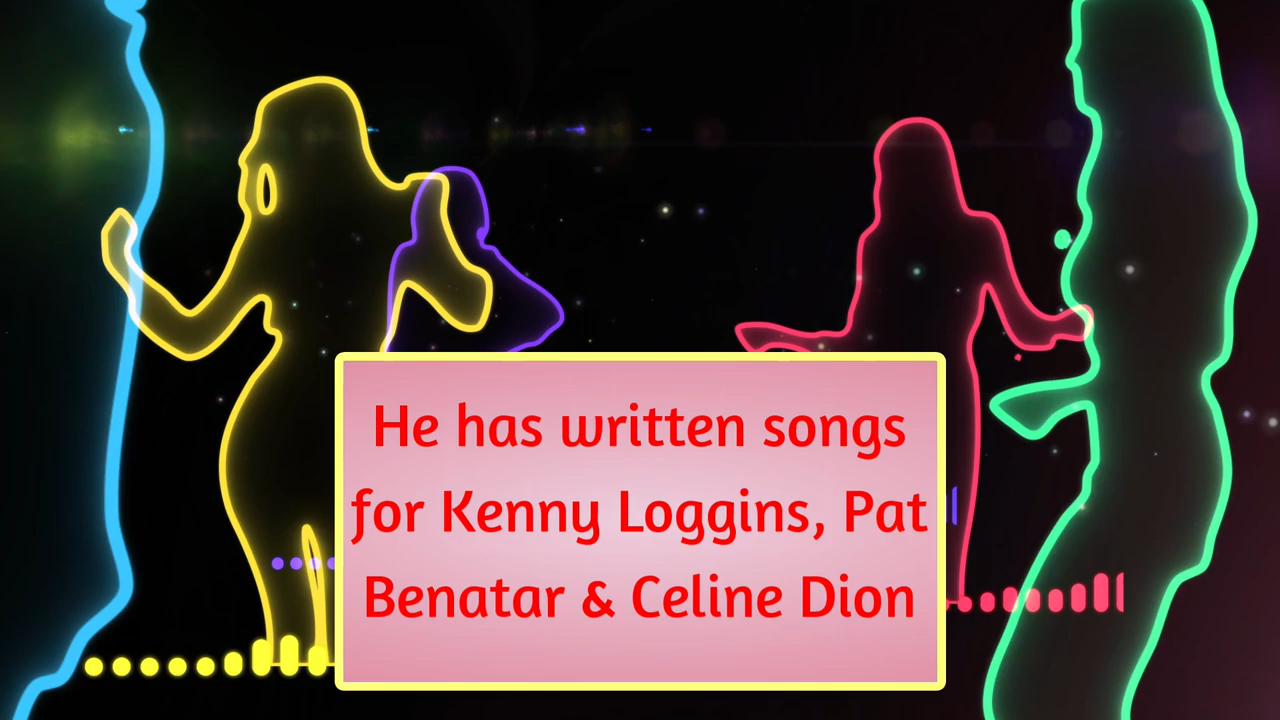 He has written songs
for Kenny Loggins, Pat
Benatar & Celine Dion